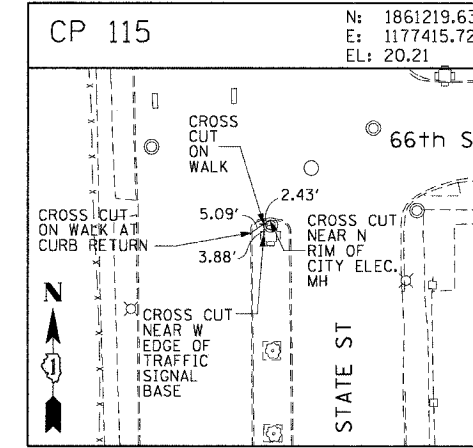 CP 115
N: 1861219.63
E: 1177415.72
EL: 20.21
CROSS
CUT
ON
WALK
66th S
2.43'
5.09'
3.88'
CROSS CUT
ON WALK AT
CURB RETURN
CROSS CUT
NEAR N
RIM OF
CITY ELEC.
MH
N
1
CROSS CUT
NEAR W
EDGE OF
TRAFFIC
SIGNAL
BASE
STATE ST